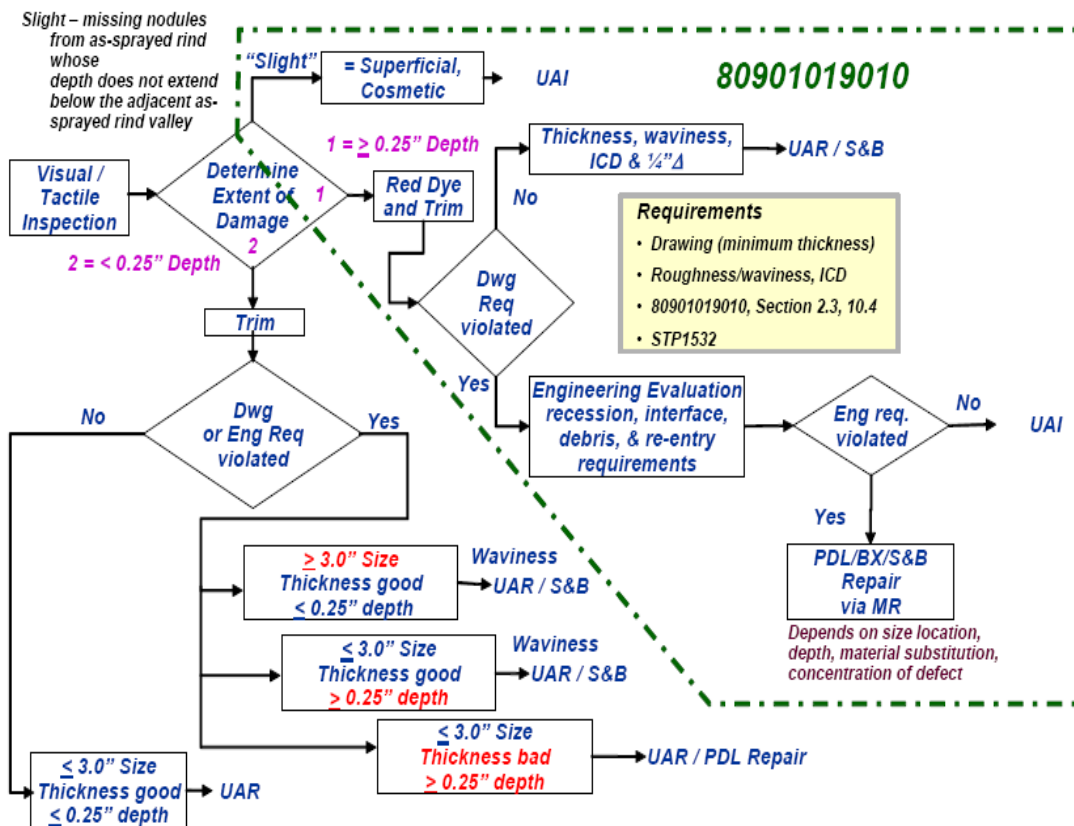 Slight – missing nodules
from as-sprayed rind
whose
depth does not extend
below the adjacent as-
sprayed rind valley
“Slight”
= Superficial,
Cosmetic
UAI
80901019010
1 = ≥ 0.25” Depth
Visual /
Tactile
Inspection
Determine
Extent of
Damage
1
2
2 = < 0.25” Depth
Red Dye
and Trim
No
Thickness, waviness,
ICD & ¼”Δ
UAR / S&B
Requirements
• Drawing (minimum thickness)
• Roughness/waviness, ICD
• 80901019010, Section 2.3, 10.4
• STP1532
Dwg
Req
violated
Trim
Yes
Engineering Evaluation
recession, interface,
debris, & re-entry
requirements
Eng req.
violated
No
UAI
Yes
PDL/BX/S&B
Repair
via MR
Depends on size location,
depth, material substitution,
concentration of defect
No
Dwg
or Eng Req
violated
Yes
≥ 3.0” Size
Thickness good
≤ 0.25” depth
Waviness
UAR / S&B
≤ 3.0” Size
Thickness good
≥ 0.25” depth
Waviness
UAR / S&B
≤ 3.0” Size
Thickness bad
≥ 0.25” depth
UAR / PDL Repair
≤ 3.0” Size
Thickness good
≤ 0.25” depth
UAR